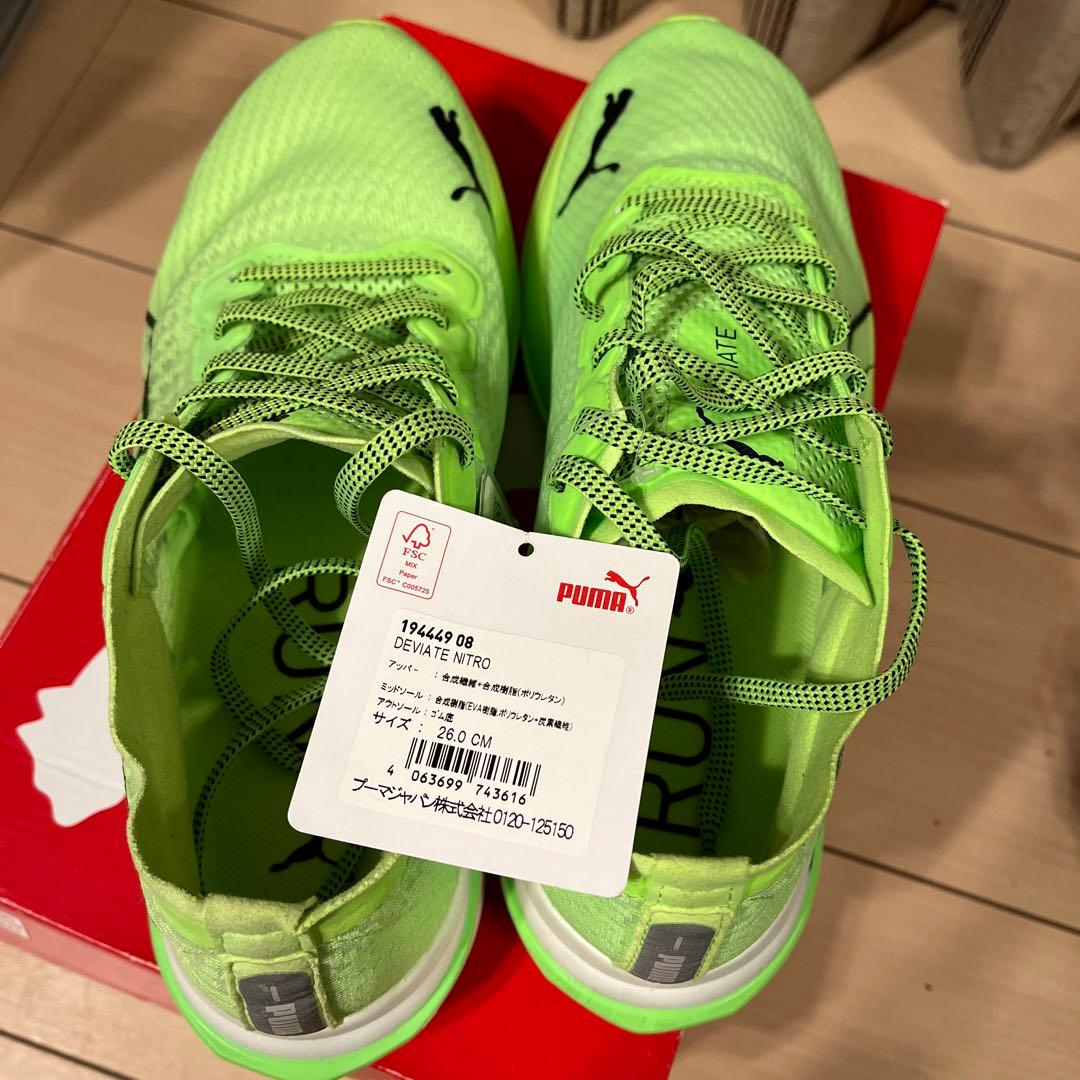 VIATE
FSC
MIX
Paper
FSC™ C005725
PUMA®
194449 08
DEVIATE NITRO
アッパー : 合成繊維+合成樹脂(ポリウレタン)
ミッドソール : 合成樹脂(EVA樹脂,ポリウレタン+炭素繊維)
アウトソール : ゴム底
サイズ : 26.0 CM
4 063699 743616
プーマジャパン株式会社 0120-125150
RUN
RUN
PUMA
PUMA